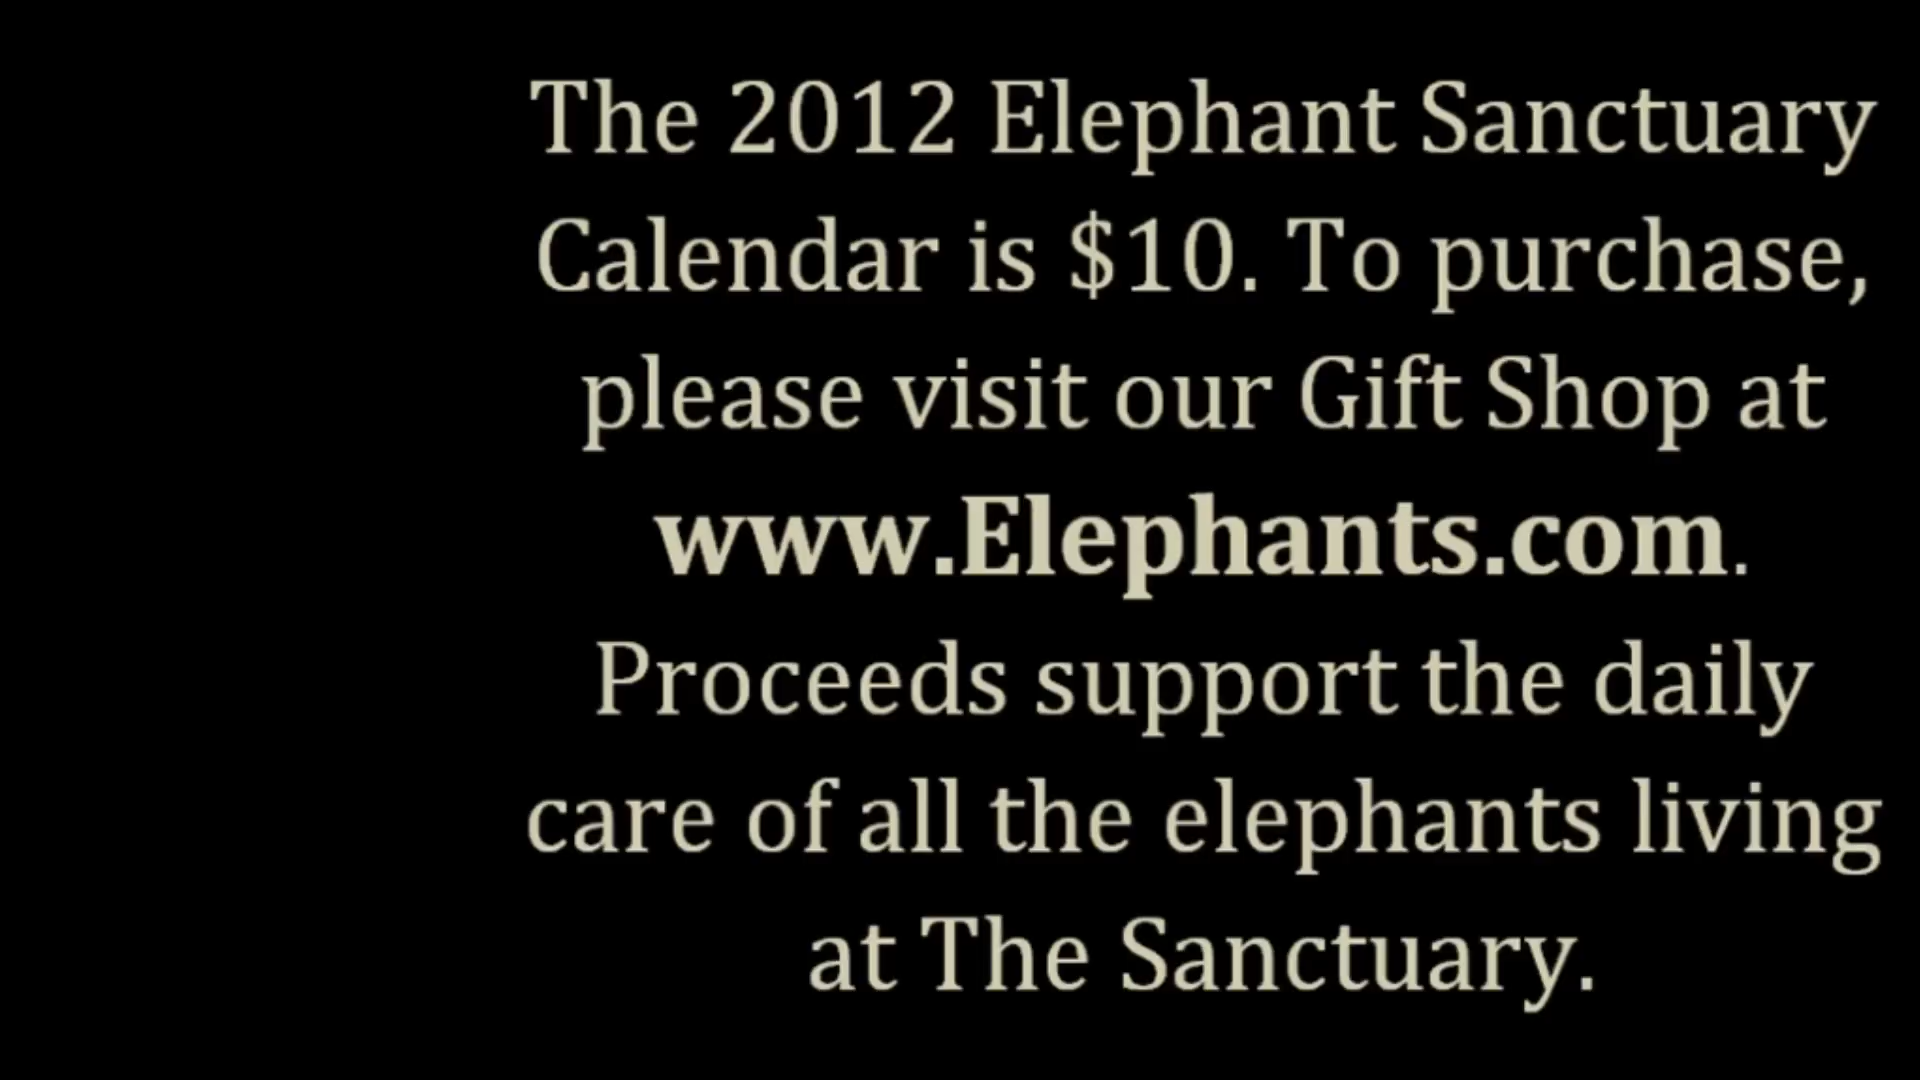 The 2012 Elephant Sanctuary
Calendar is $10. To purchase,
please visit our Gift Shop at
www.Elephants.com.
Proceeds support the daily
care of all the elephants living
at The Sanctuary.